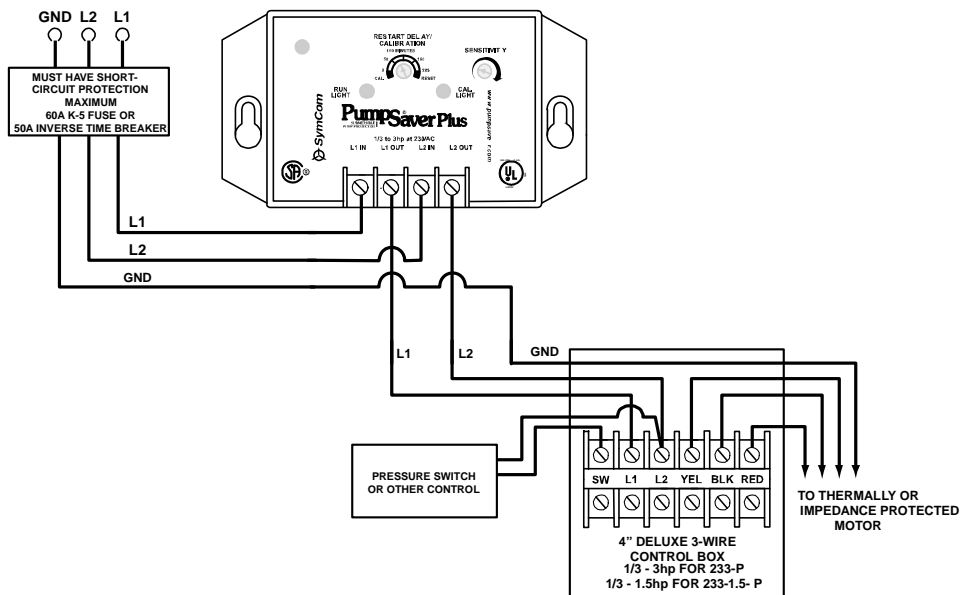 GND L2 L1
MUST HAVE SHORT-
CIRCUIT PROTECTION
MAXIMUM
60A K-5 FUSE OR
50A INVERSE TIME BREAKER
RESTART DELAY/
CALIBRATION
SENSITIVITY
CAL.
RESET
RUN
LIGHT
CAL.
LIGHT
SymCom
PumpSaver Plus
1/3 to 3hp at 230VAC
L1 IN L1 OUT L2 IN L2 OUT
SA ®
UL
L1
L2
GND
L1
L2
GND
PRESSURE SWITCH
OR OTHER CONTROL
SW L1 L2 YEL BLK RED
TO THERMALLY OR
IMPEDANCE PROTECTED
MOTOR
4” DELUXE 3-WIRE
CONTROL BOX
1/3 - 3hp FOR 233-P
1/3 - 1.5hp FOR 233-1.5- P